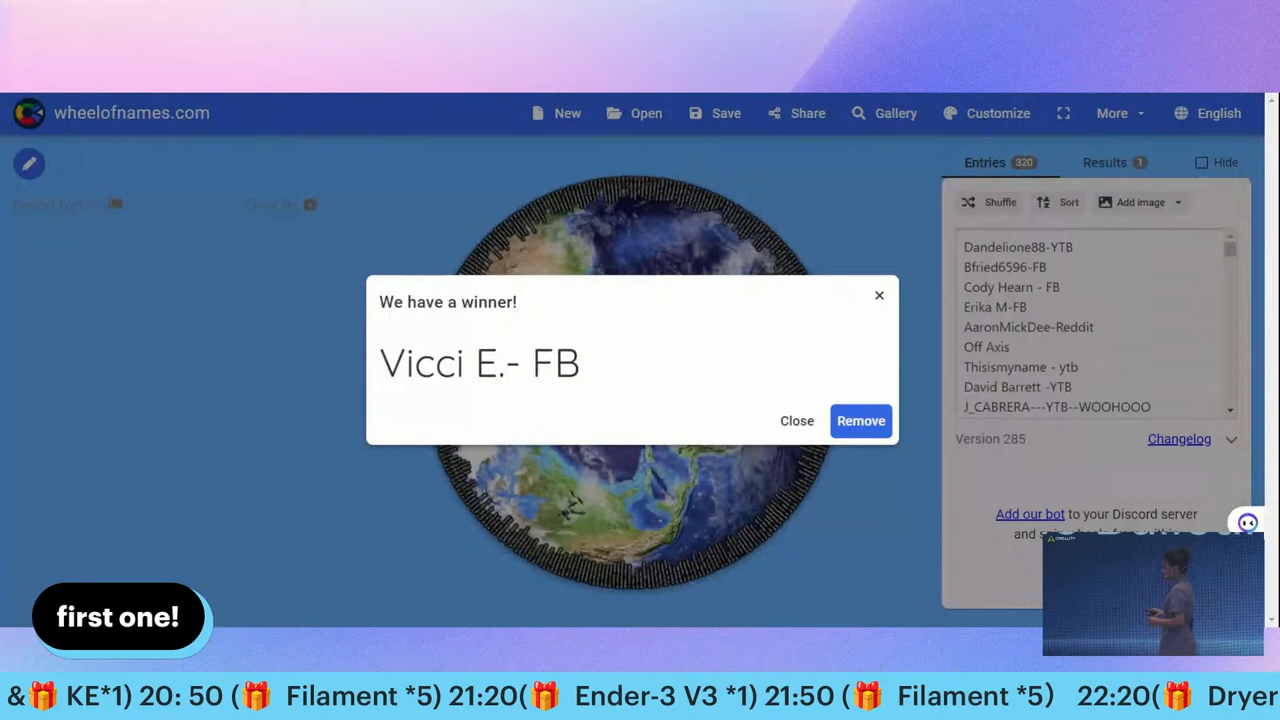 wheelofnames.com
New
Open
Save
Share
Gallery
Customize
More
English
Entries 320
Results 1
Hide
Shuffle
Sort
Add image
Dandelione88-YTB
Bfried6596-FB
Cody Hearn - FB
Erika M-FB
AaronMickDee-Reddit
Off Axis
Thisismyname - ytb
David Barrett -YTB
J_CABRERA---YTB--WOOHOOO
We have a winner!
Vicci E.- FB
Close
Remove
Version 285
Changelog
Add our bot to your Discord server
and
CREALITY
first one!
&🎁 KE*1) 20: 50 (🎁 Filament *5) 21:20(🎁 Ender-3 V3 *1) 21:50 (🎁 Filament *5) 22:20(🎁 Dryer